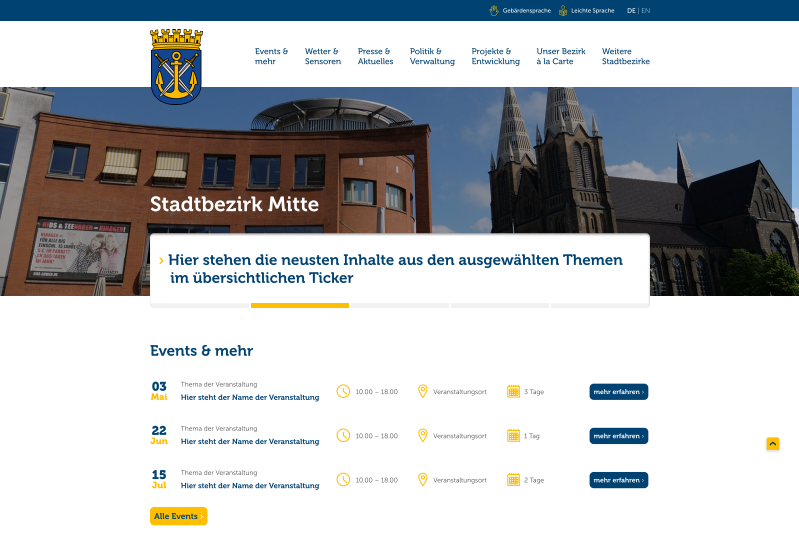 Gebärdensprache
Leichte Sprache
DE | EN
Events &
mehr
Wetter &
Sensoren
Presse &
Aktuelles
Politik &
Verwaltung
Projekte &
Entwicklung
Unser Bezirk
à la Carte
Weitere
Stadtbezirke
Stadtbezirk Mitte
› Hier stehen die neusten Inhalte aus den ausgewählten Themen
im übersichtlichen Ticker
Events & mehr
03
Mai
Thema der Veranstaltung
Hier steht der Name der Veranstaltung
10.00 – 18.00
Veranstaltungsort
3 Tage
mehr erfahren ›
22
Jun
Thema der Veranstaltung
Hier steht der Name der Veranstaltung
10.00 – 18.00
Veranstaltungsort
1 Tag
mehr erfahren ›
15
Jul
Thema der Veranstaltung
Hier steht der Name der Veranstaltung
10.00 – 18.00
Veranstaltungsort
2 Tage
mehr erfahren ›
Alle Events ›